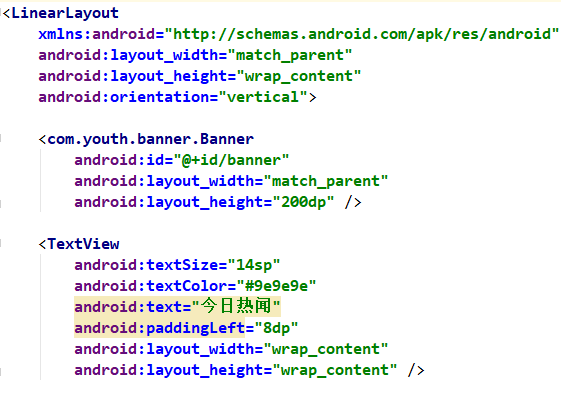 <LinearLayout
xmlns:android="http://schemas.android.com/apk/res/android"
android:layout_width="match_parent"
android:layout_height="wrap_content"
android:orientation="vertical">
<com.youth.banner.Banner
android:id="@+id/banner"
android:layout_width="match_parent"
android:layout_height="200dp" />
<TextView
android:textSize="14sp"
android:textColor="#9e9e9e"
android:text="今日热闻"
android:paddingLeft="8dp"
android:layout_width="wrap_content"
android:layout_height="wrap_content" />